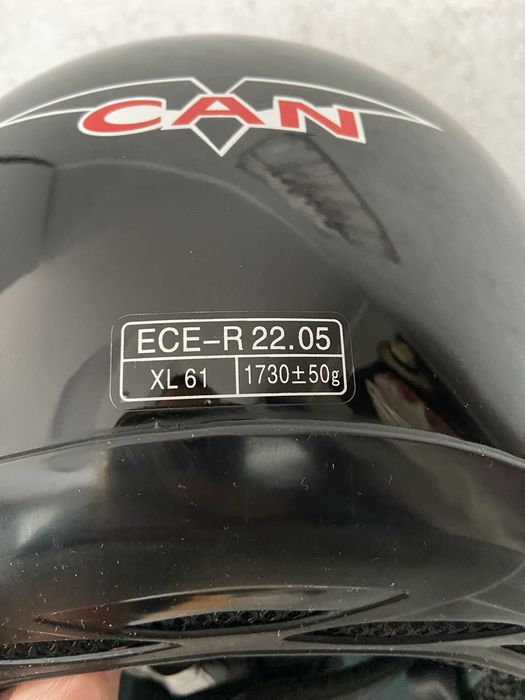 CAN
ECE-R 22.05
XL 61
1730±50g